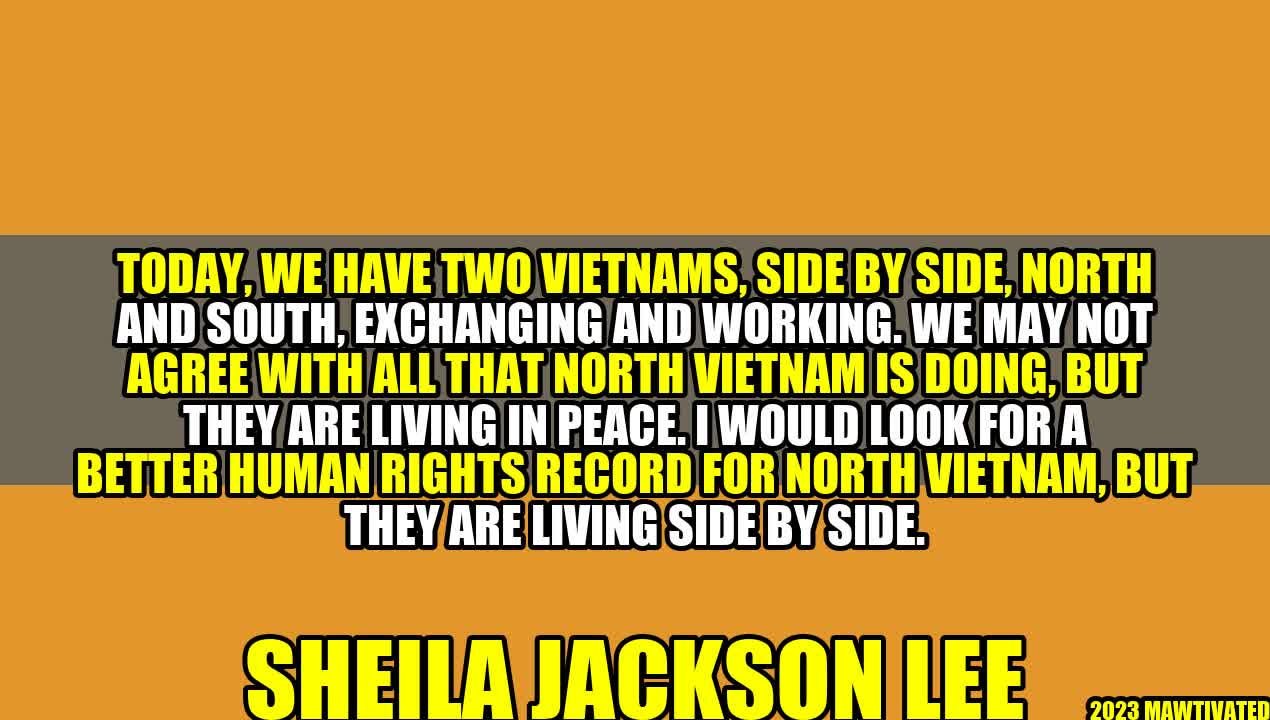 TODAY, WE HAVE TWO VIETNAMS, SIDE BY SIDE, NORTH
AND SOUTH, EXCHANGING AND WORKING. WE MAY NOT
AGREE WITH ALL THAT NORTH VIETNAM IS DOING, BUT
THEY ARE LIVING IN PEACE. I WOULD LOOK FOR A
BETTER HUMAN RIGHTS RECORD FOR NORTH VIETNAM, BUT
THEY ARE LIVING SIDE BY SIDE.
SHEILA JACKSON LEE
2023 MAWTIVATED